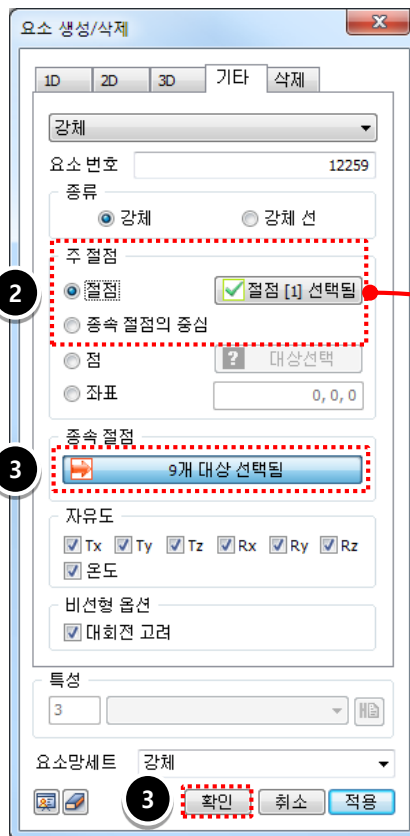 요소 생성/삭제
1D 2D 3D 기타 삭제
강체
요소 번호 12259
종류
강체 강체 선
주 절점
2 절점 절점 [1] 선택됨
종속 절점의 중심
점 ? 대상선택
좌표 0, 0, 0
종속 절점
3 9개 대상 선택됨
자유도
Tx Ty Tz Rx Ry Rz
온도
비선형 옵션
대회전 고려
특성
3
요소망세트 강체
3 확인 취소 적용